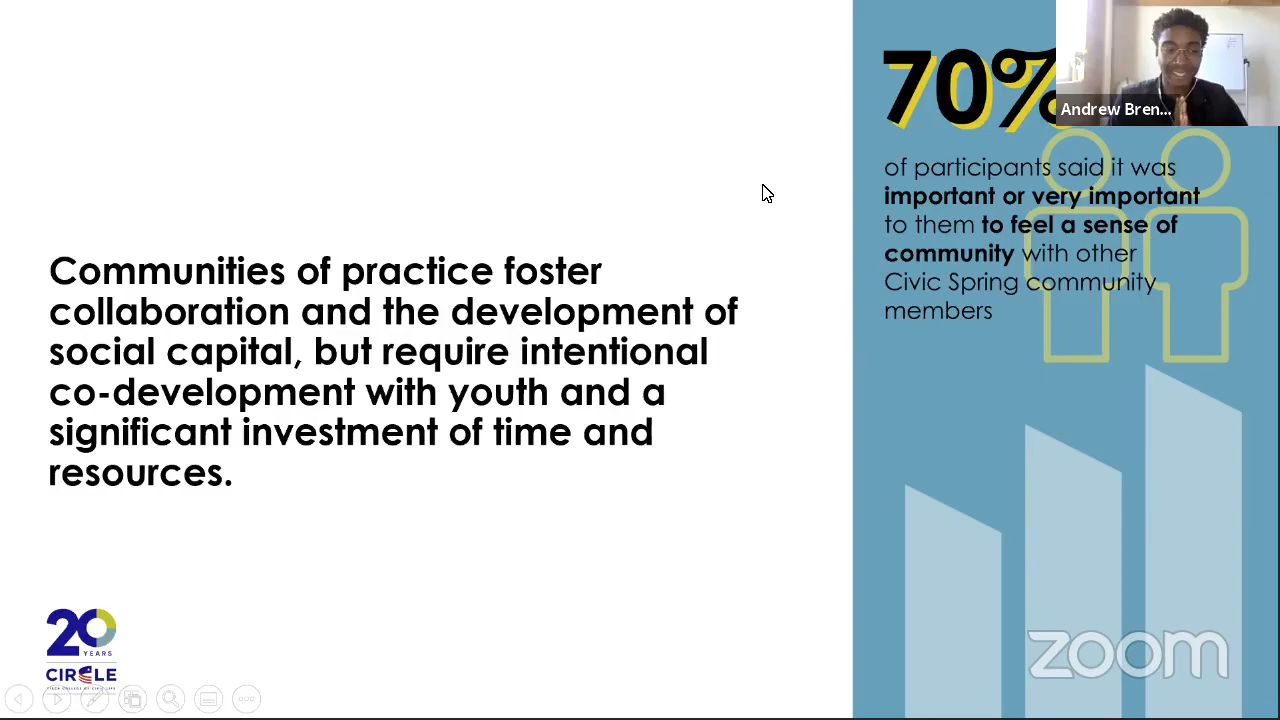 70%
Andrew Bren...
of participants said it was
important or very important
to them to feel a sense of
community with other
Civic Spring community
members
Communities of practice foster
collaboration and the development of
social capital, but require intentional
co-development with youth and a
significant investment of time and
resources.
20
YEARS
CIRCLE
zoom